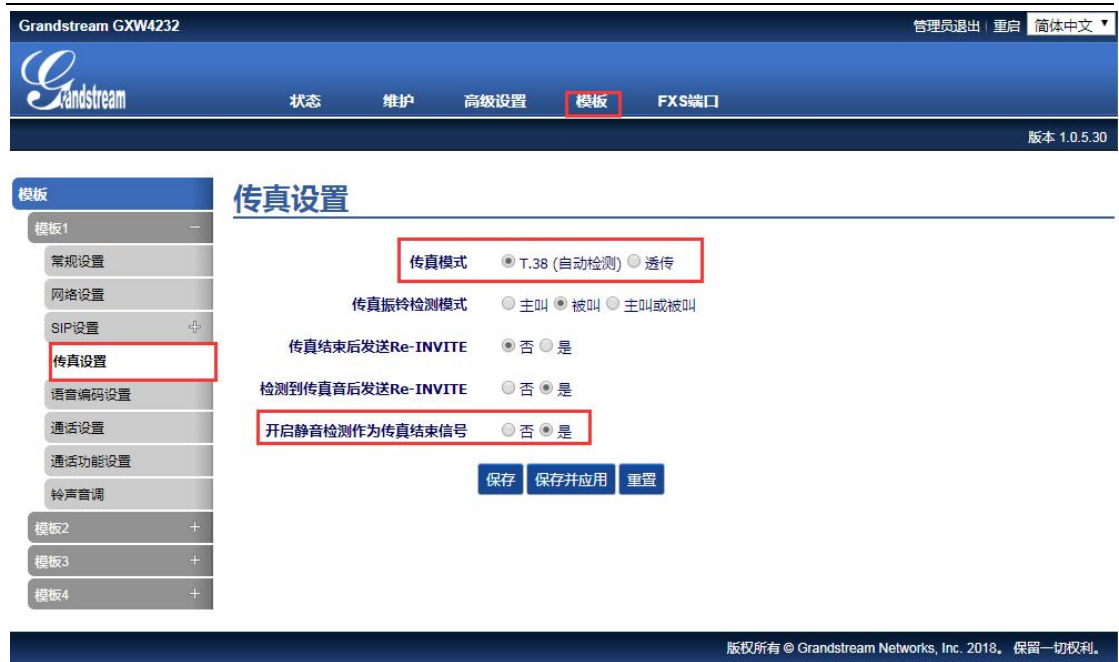 Grandstream GXW4232
管理员退出 | 重启 简体中文
Grandstream
状态 维护 高级设置 模板 FXS端口
版本 1.0.5.30
模板
模板1
常规设置
网络设置
SIP设置
传真设置
语音编码设置
通话设置
通话功能设置
铃声音调
模板2
模板3
模板4
传真设置
传真模式 T.38 (自动检测) 透传
传真振铃检测模式 主叫 被叫 主叫或被叫
传真结束后发送Re-INVITE 否 是
检测到传真音后发送Re-INVITE 否 是
开启静音检测作为传真结束信号 否 是
保存 保存并应用 重置
版权所有 © Grandstream Networks, Inc. 2018。 保留一切权利。